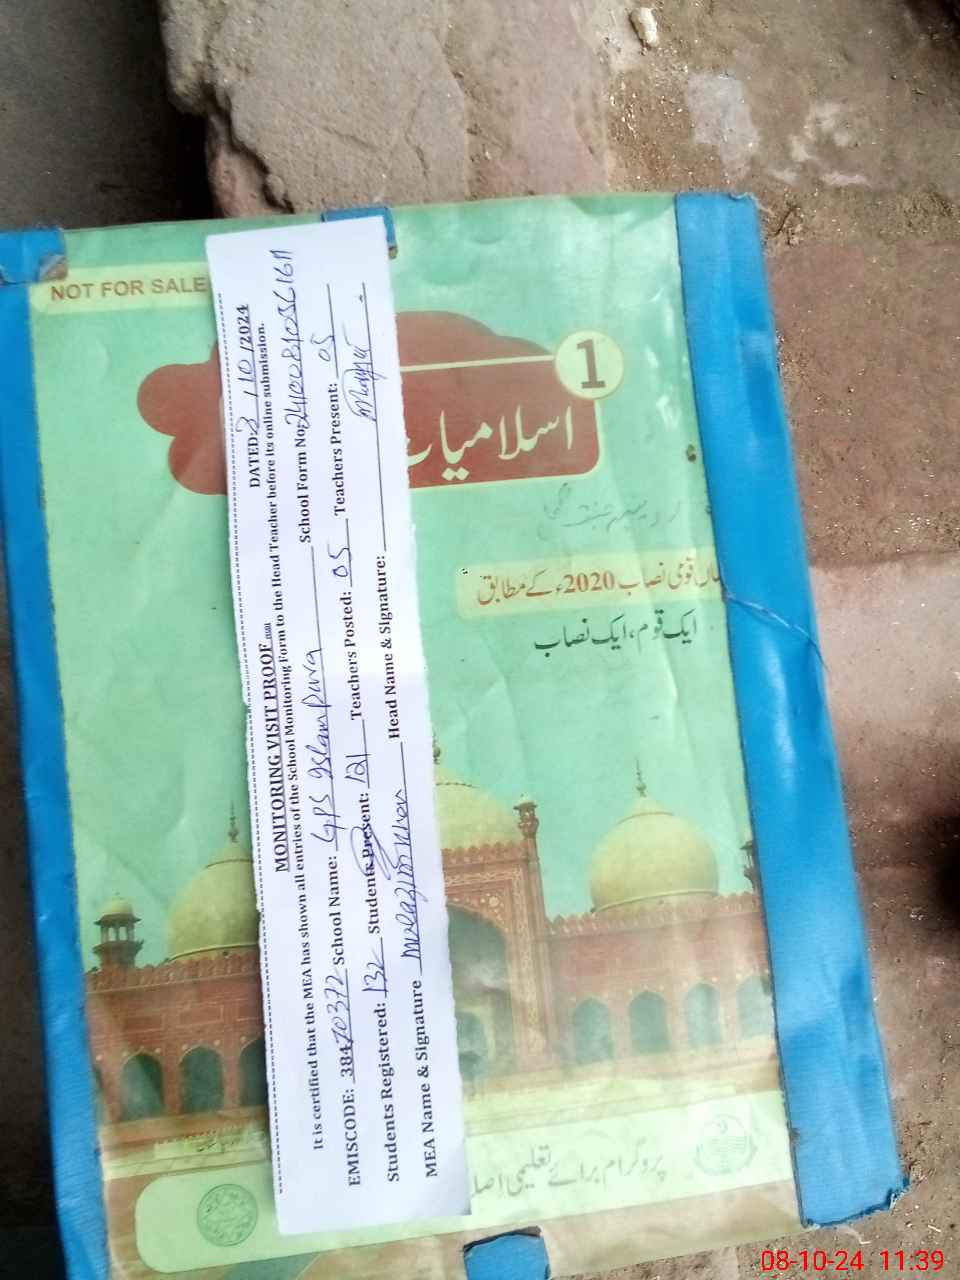 NOT FOR SALE
1
اسلامیات
قومی نصاب 2020ء کے مطابق
ایک قوم، ایک نصاب
DATED: /10/2024
MONITORING VISIT PROOF
It is certified that the MEA has shown all entries of the School Monitoring Form to the Head Teacher before its online submission.
EMISCODE: 38470372 School Name: GPS Islampura School Form No.
Students Registered: 132 Students Present: 121 Teachers Posted: 05 Teachers Present: 05
MEA Name & Signature Head Name & Signature:
پروگرام برائے تعلیمی
08-10-24 11:39